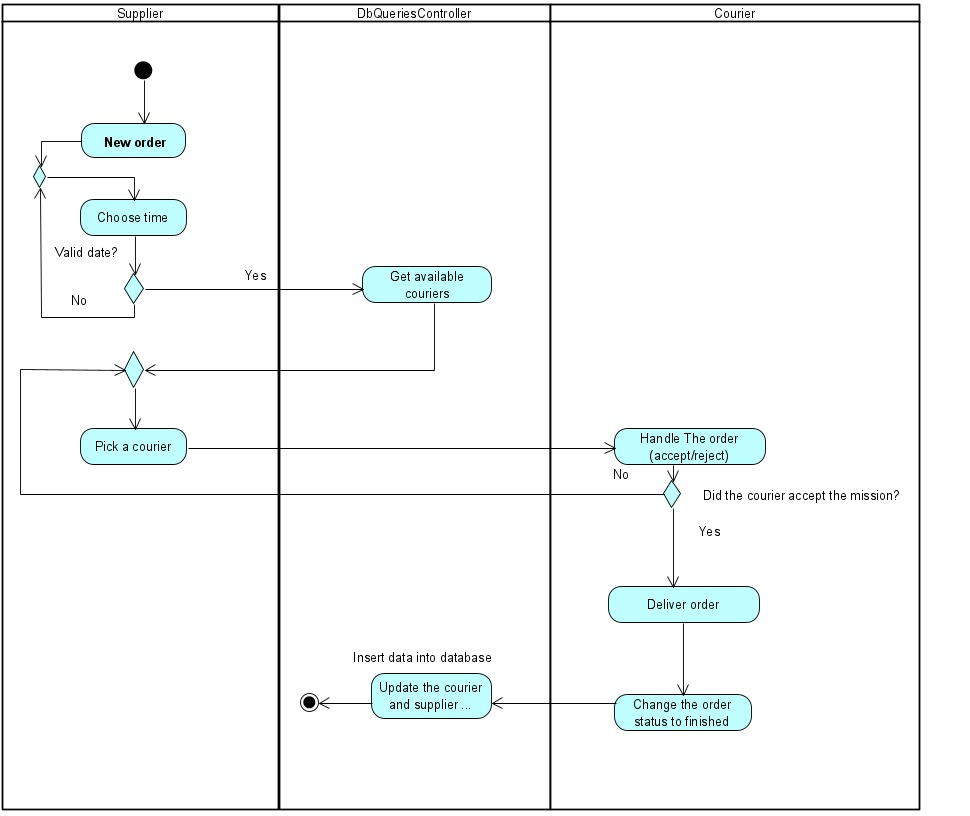 Supplier
DbQueriesController
Courier
New order
Choose time
Valid date?
Yes
No
Get available
couriers
Pick a courier
Handle The order
(accept/reject)
No
Did the courier accept the mission?
Yes
Deliver order
Insert data into database
Update the courier
and supplier ...
Change the order
status to finished